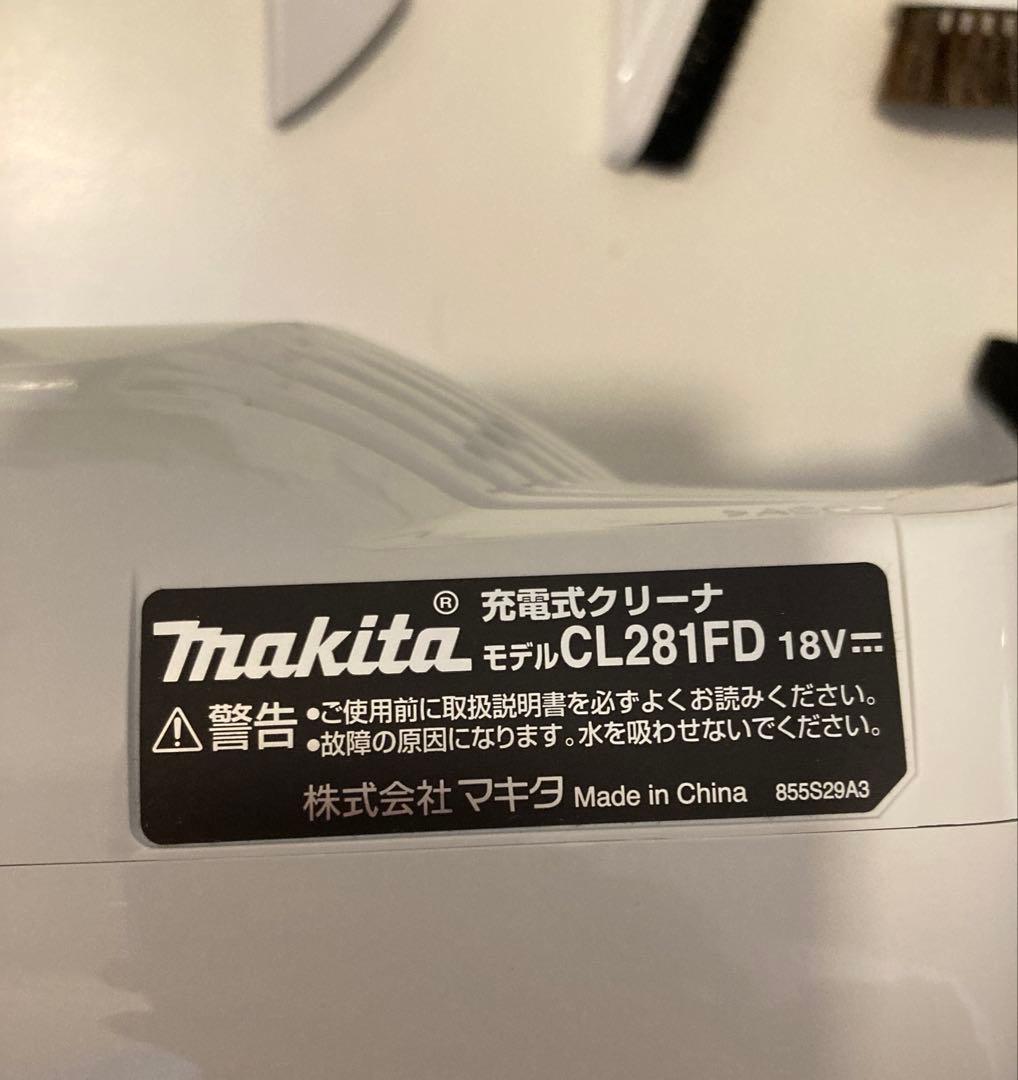 makita® 充電式クリーナ
モデルCL281FD 18V⎓
⚠警告 •ご使用前に取扱説明書を必ずよくお読みください。
•故障の原因になります。水を吸わせないでください。
株式会社マキタ Made in China 855S29A3